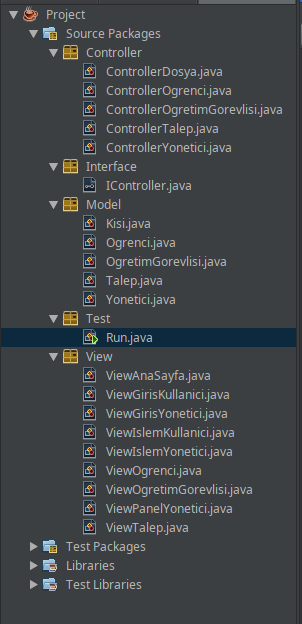 Project
Source Packages
Controller
ControllerDosya.java
ControllerOgrenci.java
ControllerOgretimGorevlisi.java
ControllerTalep.java
ControllerYonetici.java
Interface
IController.java
Model
Kisi.java
Ogrenci.java
OgretimGorevlisi.java
Talep.java
Yonetici.java
Test
Run.java
View
ViewAnaSayfa.java
ViewGirisKullanici.java
ViewGirisYonetici.java
ViewIslemKullanici.java
ViewIslemYonetici.java
ViewOgrenci.java
ViewOgretimGorevlisi.java
ViewPanelYonetici.java
ViewTalep.java
Test Packages
Libraries
Test Libraries